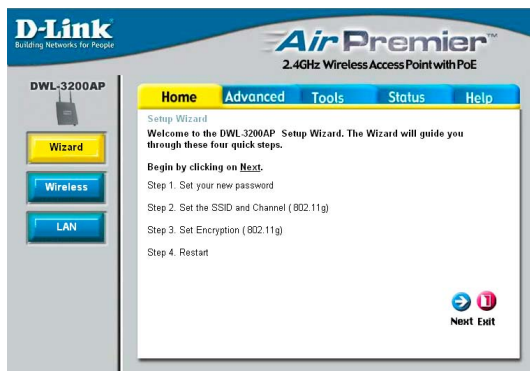 D-Link
Building Networks for People
Air Premier™
2.4GHz Wireless Access Point with PoE
DWL-3200AP
Home Advanced Tools Status Help
Wizard
Wireless
LAN
Setup Wizard
Welcome to the DWL-3200AP Setup Wizard. The Wizard will guide you
through these four quick steps.
Begin by clicking on Next.
Step 1. Set your new password
Step 2. Set the SSID and Channel ( 802.11g)
Step 3. Set Encryption ( 802.11g)
Step 4. Restart
Next Exit